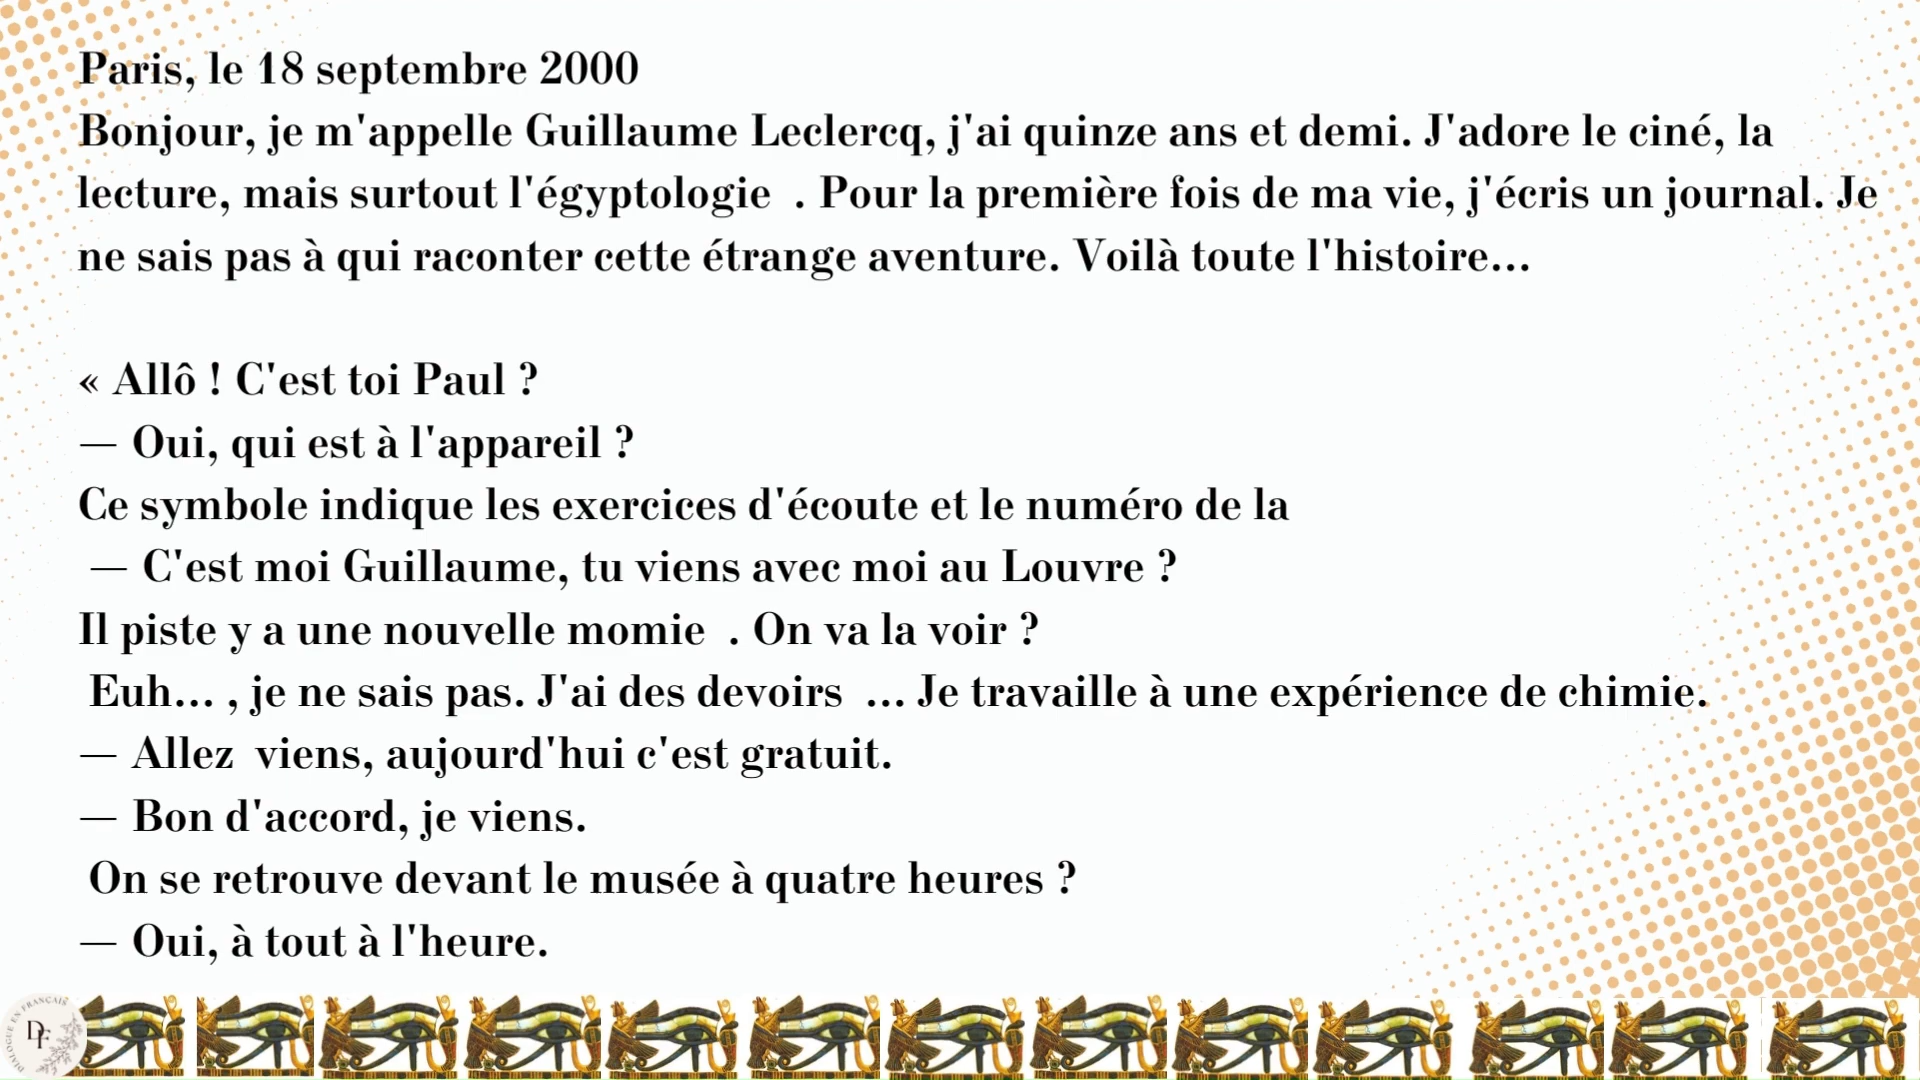 Paris, le 18 septembre 2000
Bonjour, je m'appelle Guillaume Leclercq, j'ai quinze ans et demi. J'adore le ciné, la
lecture, mais surtout l'égyptologie . Pour la première fois de ma vie, j'écris un journal. Je
ne sais pas à qui raconter cette étrange aventure. Voilà toute l'histoire...
« Allô ! C'est toi Paul ?
— Oui, qui est à l'appareil ?
Ce symbole indique les exercices d'écoute et le numéro de la
— C'est moi Guillaume, tu viens avec moi au Louvre ?
Il piste y a une nouvelle momie . On va la voir ?
Euh... , je ne sais pas. J'ai des devoirs ... Je travaille à une expérience de chimie.
— Allez viens, aujourd'hui c'est gratuit.
— Bon d'accord, je viens.
On se retrouve devant le musée à quatre heures ?
— Oui, à tout à l'heure.
DIALOGUE EN FRANÇAIS
DF